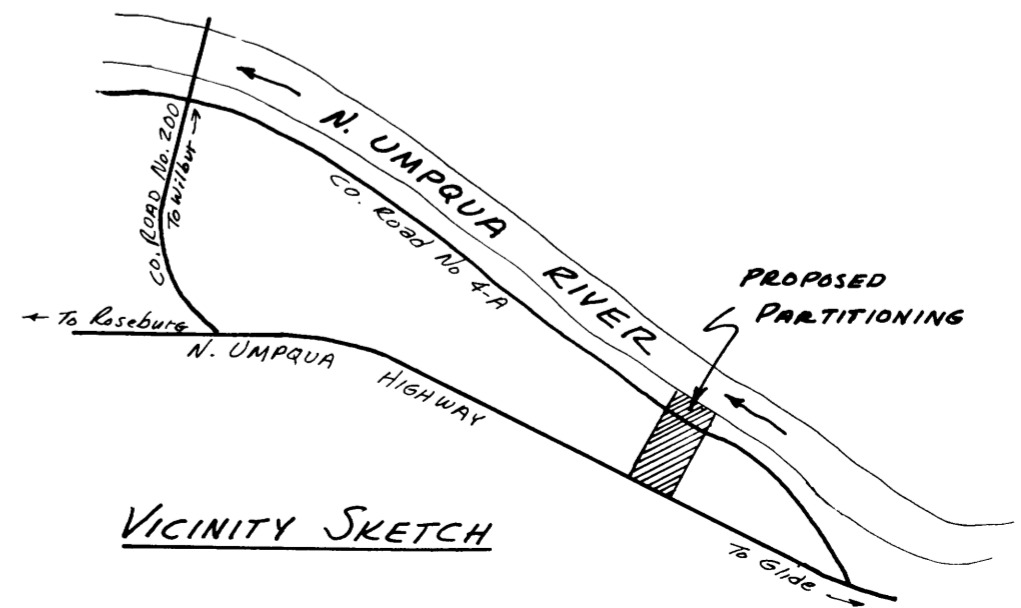 N. UMPQUA RIVER
CO. ROAD No. 200
To Wilbur →
CO. Road No 4-A
PROPOSED
PARTITIONING
← To Roseburg
N. UMPQUA
HIGHWAY
VICINITY SKETCH
To Glide →